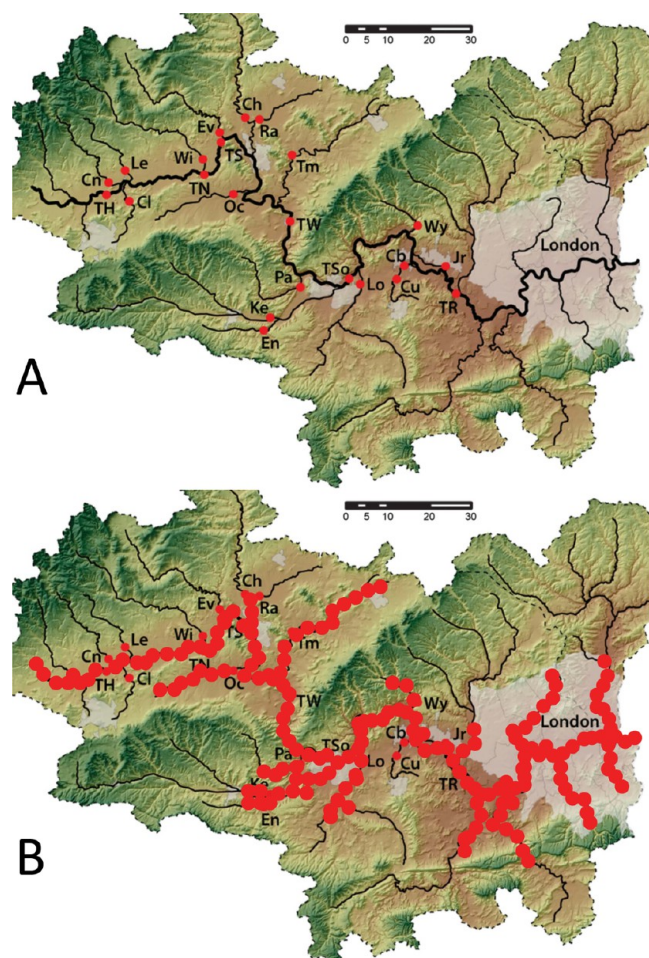 0 5 10 20 30
Ch
Ra
Ev
TS
Wi
Tm
Le
Cn
TN
TH
Cl
Oc
TW
Wy
London
Cb
Jr
TSo
Pa
Lo
Cu
TR
Ke
En
A
0 5 10 20 30
Ch
Ra
Ev
TS
Wi
Tm
Le
Cn
TN
TH
Cl
Oc
TW
Wy
London
Cb
Jr
Pa
TSo
Lo
Cu
TR
Ke
En
B